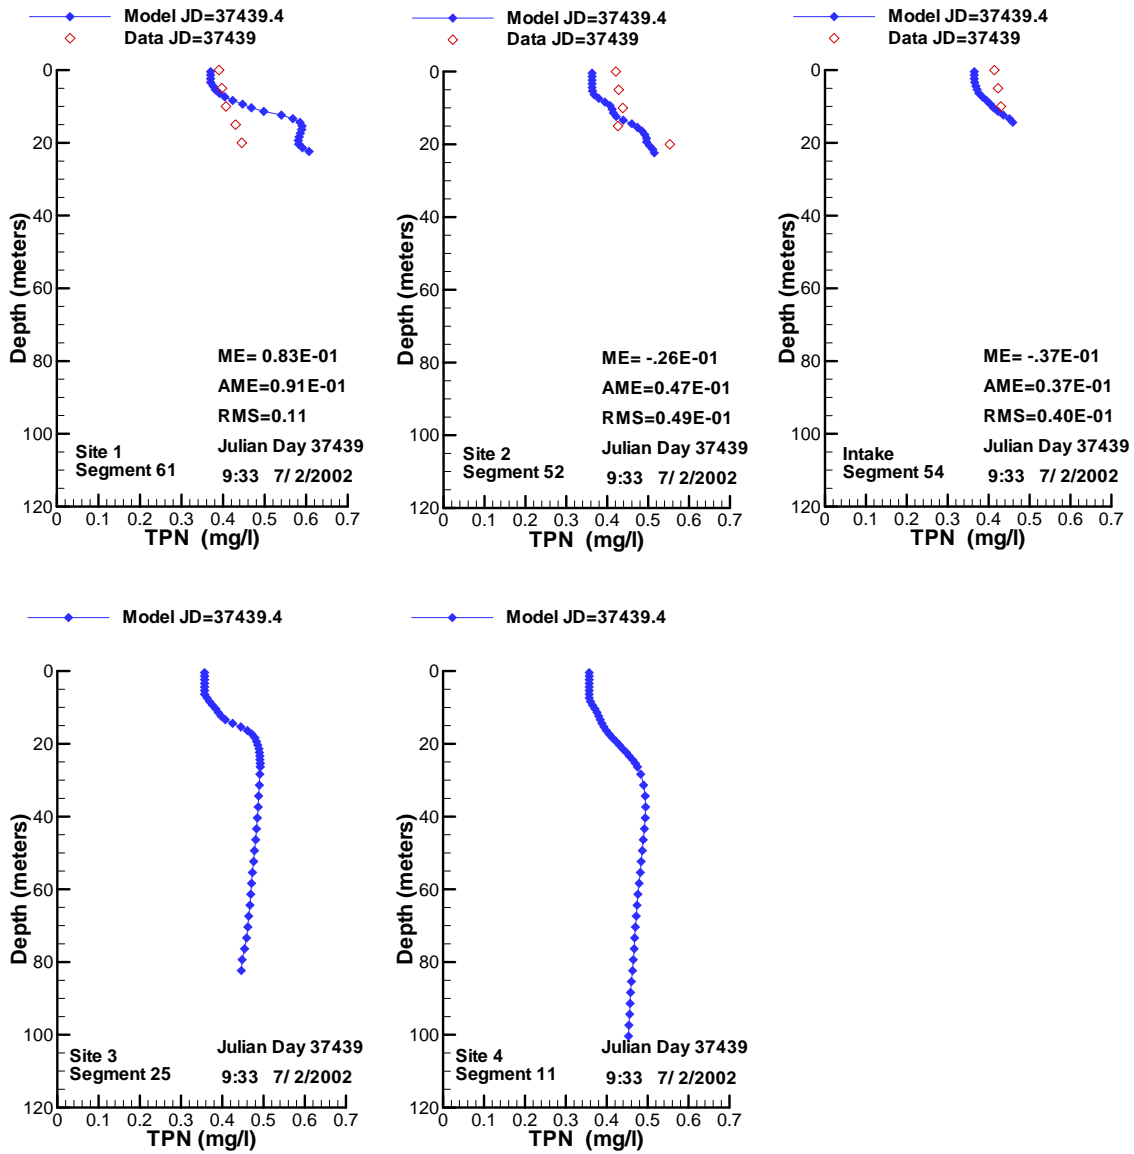 Model JD=37439.4
Data JD=37439
0
20
40
60
80
100
120
Depth (meters)
ME= 0.83E-01
AME=0.91E-01
RMS=0.11
Julian Day 37439
9:33 7/ 2/2002
Site 1
Segment 61
0 0.1 0.2 0.3 0.4 0.5 0.6 0.7
TPN (mg/l)
Model JD=37439.4
Data JD=37439
0
20
40
60
80
100
120
Depth (meters)
ME= -.26E-01
AME=0.47E-01
RMS=0.49E-01
Julian Day 37439
9:33 7/ 2/2002
Site 2
Segment 52
0 0.1 0.2 0.3 0.4 0.5 0.6 0.7
TPN (mg/l)
Model JD=37439.4
Data JD=37439
0
20
40
60
80
100
120
Depth (meters)
ME= -.37E-01
AME=0.37E-01
RMS=0.40E-01
Julian Day 37439
9:33 7/ 2/2002
Intake
Segment 54
0 0.1 0.2 0.3 0.4 0.5 0.6 0.7
TPN (mg/l)
Model JD=37439.4
0
20
40
60
80
100
120
Depth (meters)
Julian Day 37439
9:33 7/ 2/2002
Site 3
Segment 25
0 0.1 0.2 0.3 0.4 0.5 0.6 0.7
TPN (mg/l)
Model JD=37439.4
0
20
40
60
80
100
120
Depth (meters)
Julian Day 37439
9:33 7/ 2/2002
Site 4
Segment 11
0 0.1 0.2 0.3 0.4 0.5 0.6 0.7
TPN (mg/l)